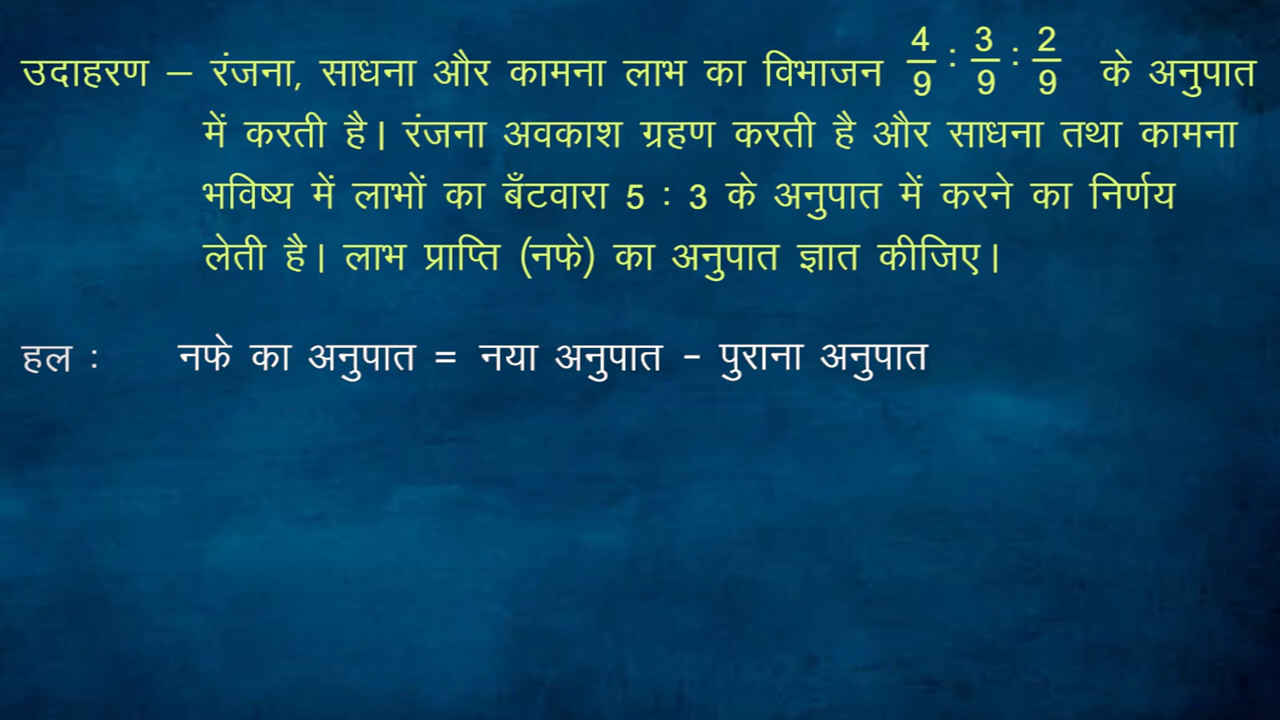 उदाहरण – रंजना, साधना और कामना लाभ का विभाजन 4/9 : 3/9 : 2/9 के अनुपात
में करती है। रंजना अवकाश ग्रहण करती है और साधना तथा कामना
भविष्य में लाभों का बँटवारा 5 : 3 के अनुपात में करने का निर्णय
लेती है। लाभ प्राप्ति (नफे) का अनुपात ज्ञात कीजिए।
हल : नफे का अनुपात = नया अनुपात - पुराना अनुपात